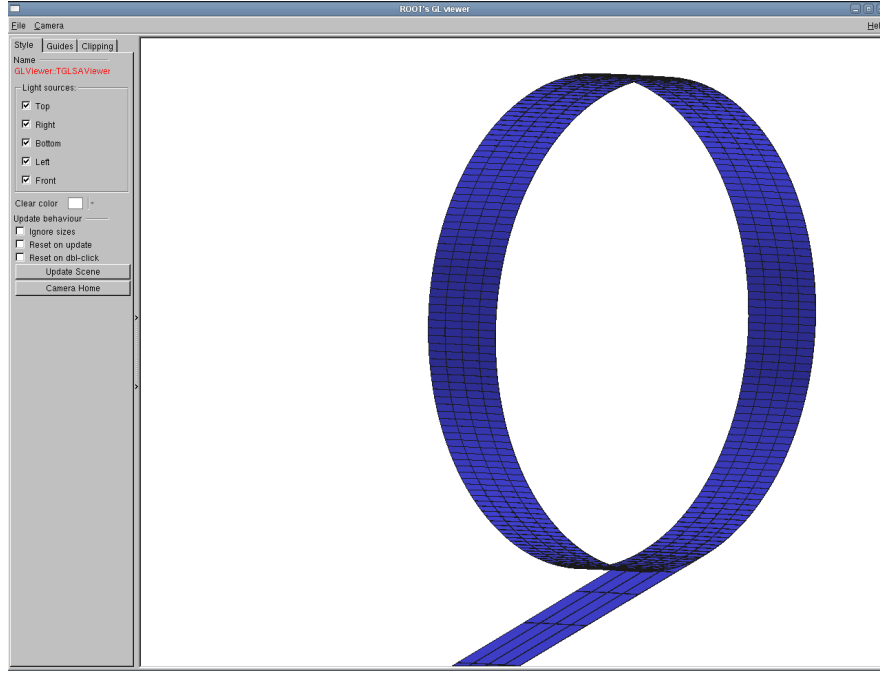 ROOT's GL viewer
File Camera
Style Guides Clipping
Name
GLViewer::TGLSAViewer
Light sources:
Top
Right
Bottom
Left
Front
Clear color
Update behaviour
Ignore sizes
Reset on update
Reset on dbl-click
Update Scene
Camera Home